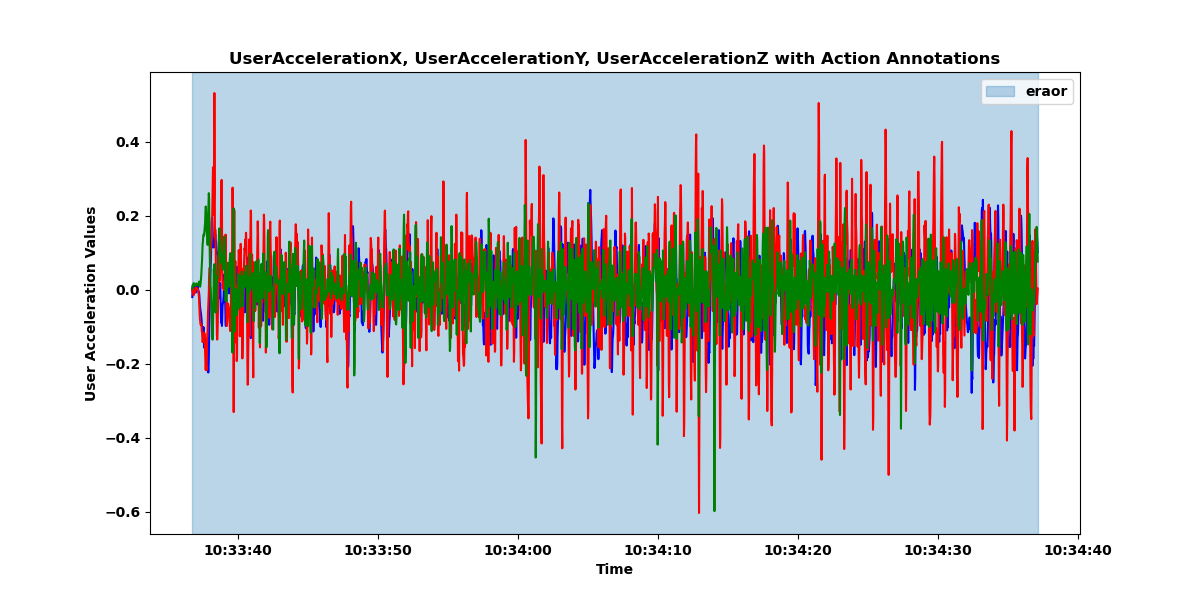 UserAccelerationX, UserAccelerationY, UserAccelerationZ with Action Annotations
eraor
User Acceleration Values
0.4
0.2
0.0
−0.2
−0.4
−0.6
10:33:40 10:33:50 10:34:00 10:34:10 10:34:20 10:34:30 10:34:40
Time